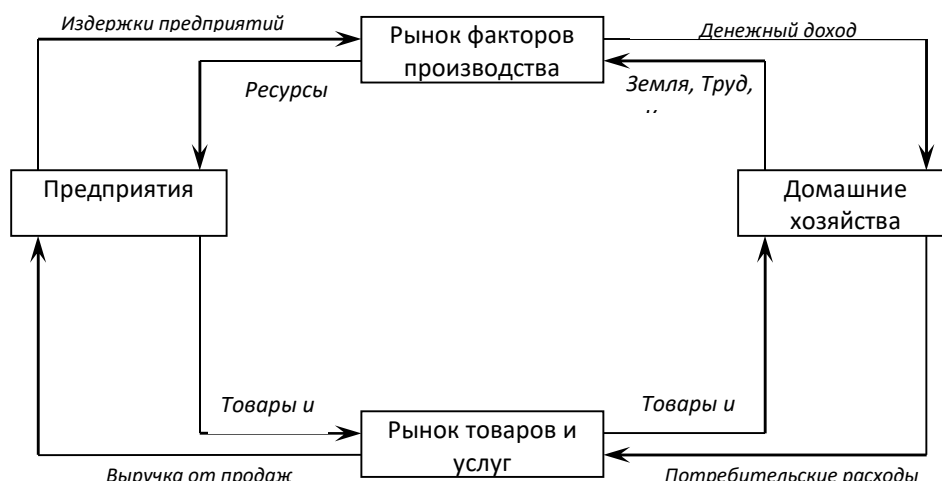 Издержки предприятий
Рынок факторов
производства
Денежный доход
Ресурсы
Земля, Труд,
Предприятия
Домашние
хозяйства
Товары и
Рынок товаров и
услуг
Товары и
Выручка от продаж
Потребительские расходы